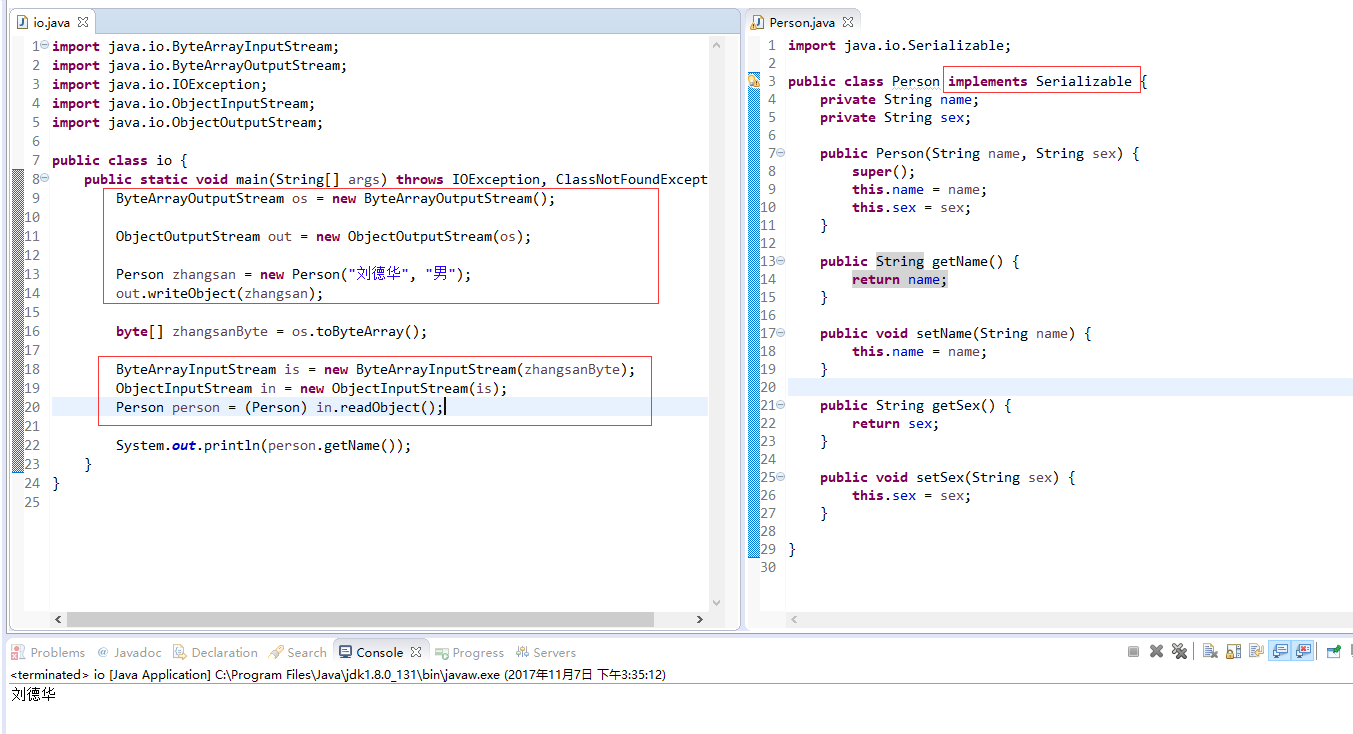 io.java
1 import java.io.ByteArrayInputStream;
2 import java.io.ByteArrayOutputStream;
3 import java.io.IOException;
4 import java.io.ObjectInputStream;
5 import java.io.ObjectOutputStream;
6
7 public class io {
8 public static void main(String[] args) throws IOException, ClassNotFoundExcept
9 ByteArrayOutputStream os = new ByteArrayOutputStream();
10
11 ObjectOutputStream out = new ObjectOutputStream(os);
12
13 Person zhangsan = new Person("刘德华", "男");
14 out.writeObject(zhangsan);
15
16 byte[] zhangsanByte = os.toByteArray();
17
18 ByteArrayInputStream is = new ByteArrayInputStream(zhangsanByte);
19 ObjectInputStream in = new ObjectInputStream(is);
20 Person person = (Person) in.readObject();
21
22 System.out.println(person.getName());
23 }
24 }
25
Person.java
1 import java.io.Serializable;
2
3 public class Person implements Serializable {
4 private String name;
5 private String sex;
6
7 public Person(String name, String sex) {
8 super();
9 this.name = name;
10 this.sex = sex;
11 }
12
13 public String getName() {
14 return name;
15 }
16
17 public void setName(String name) {
18 this.name = name;
19 }
20
21 public String getSex() {
22 return sex;
23 }
24
25 public void setSex(String sex) {
26 this.sex = sex;
27 }
28
29 }
30
Problems @ Javadoc Declaration Search Console Progress Servers
<terminated> io [Java Application] C:\Program Files\Java\jdk1.8.0_131\bin\javaw.exe (2017年11月7日 下午3:35:12)
刘德华